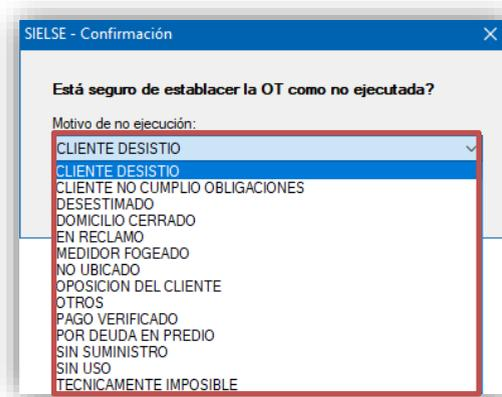 SIELSE - Confirmación
Está seguro de establacer la OT como no ejecutada?
Motivo de no ejecución:
CLIENTE DESISTIO
CLIENTE DESISTIO
CLIENTE NO CUMPLIO OBLIGACIONES
DESESTIMADO
DOMICILIO CERRADO
EN RECLAMO
MEDIDOR FOGEADO
NO UBICADO
OPOSICION DEL CLIENTE
OTROS
PAGO VERIFICADO
POR DEUDA EN PREDIO
SIN SUMINISTRO
SIN USO
TECNICAMENTE IMPOSIBLE